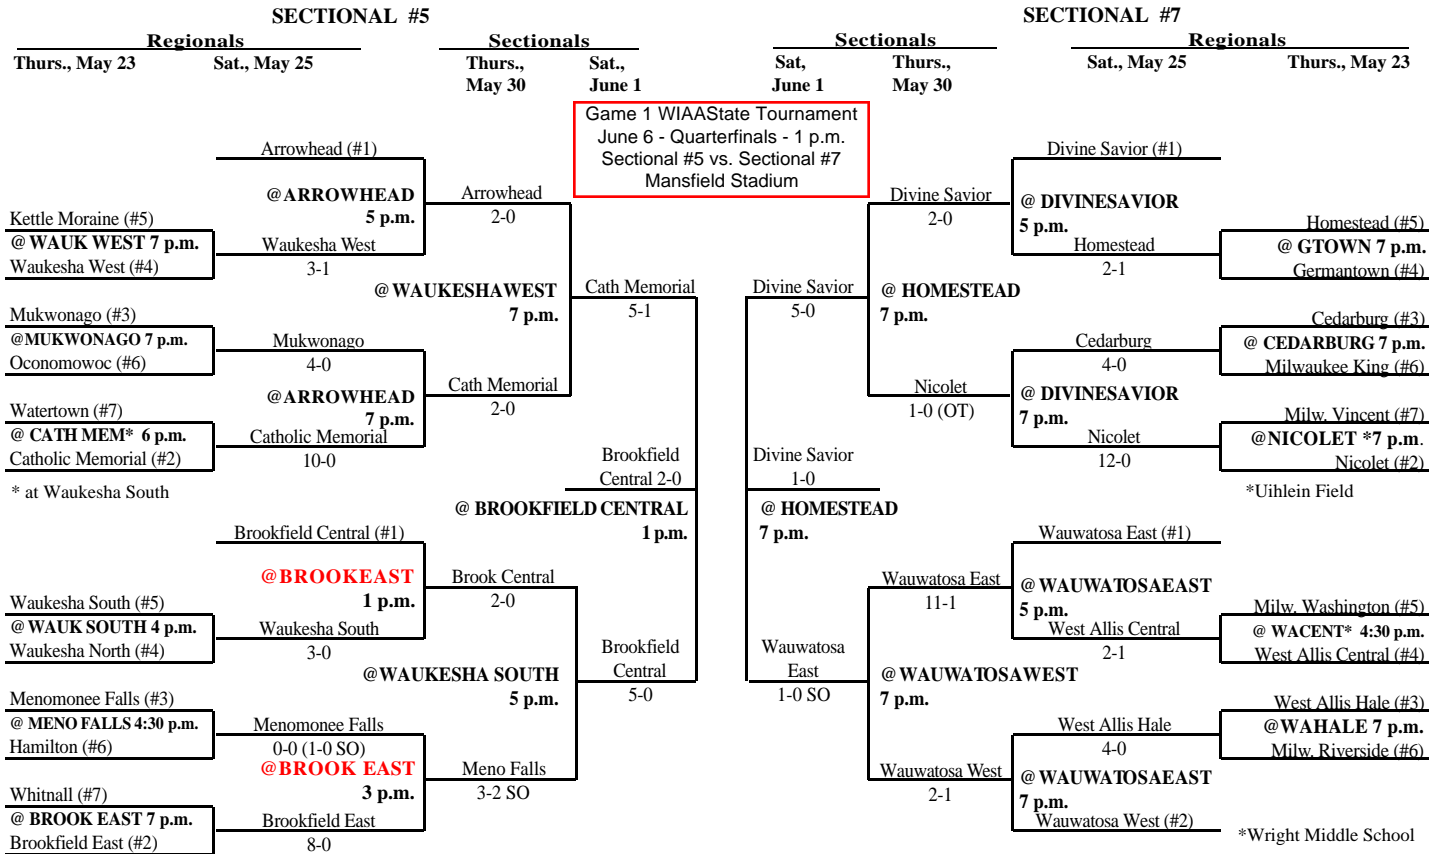 SECTIONAL #5
Regionals
Sectionals
Thurs., May 23
Sat., May 25
Thurs.,
May 30
Sat.,
June 1
Arrowhead (#1)
@ARROWHEAD
5 p.m.
Kettle Moraine (#5)
@ WAUK WEST 7 p.m.
Waukesha West (#4)
Waukesha West
3-1
Arrowhead
2-0
@WAUKESHAWEST
7 p.m.
Mukwonago (#3)
@MUKWONAGO 7 p.m.
Oconomowoc (#6)
Mukwonago
4-0
@ARROWHEAD
7 p.m.
Watertown (#7)
@ CATH MEM* 6 p.m.
Catholic Memorial (#2)
* at Waukesha South
Catholic Memorial
10-0
Cath Memorial
2-0
Cath Memorial
5-1
Brookfield
Central 2-0
@ BROOKFIELD CENTRAL
1 p.m.
Brookfield Central (#1)
@BROOKEAST
1 p.m.
Waukesha South (#5)
@ WAUK SOUTH 4 p.m.
Waukesha North (#4)
Waukesha South
3-0
Brook Central
2-0
@WAUKESHA SOUTH
5 p.m.
Menomonee Falls (#3)
@ MENO FALLS 4:30 p.m.
Hamilton (#6)
Menomonee Falls
0-0 (1-0 SO)
@BROOK EAST
3 p.m.
Whitnall (#7)
@ BROOK EAST 7 p.m.
Brookfield East (#2)
Brookfield East
8-0
Meno Falls
3-2 SO
Brookfield
Central
5-0
Game 1 WIAAState Tournament
June 6 - Quarterfinals - 1 p.m.
Sectional #5 vs. Sectional #7
Mansfield Stadium
SECTIONAL #7
Sectionals
Regionals
Sat,
June 1
Thurs.,
May 30
Sat., May 25
Thurs., May 23
Divine Savior (#1)
Divine Savior
2-0
@ DIVINESAVIOR
5 p.m.
Homestead
2-1
Homestead (#5)
@ GTOWN 7 p.m.
Germantown (#4)
Divine Savior
5-0
@ HOMESTEAD
7 p.m.
Cedarburg
4-0
Cedarburg (#3)
@ CEDARBURG 7 p.m.
Milwaukee King (#6)
Nicolet
1-0 (OT)
@ DIVINESAVIOR
7 p.m.
Nicolet
12-0
Milw. Vincent (#7)
@NICOLET *7 p.m.
Nicolet (#2)
*Uihlein Field
Divine Savior
1-0
@ HOMESTEAD
7 p.m.
Wauwatosa East (#1)
Wauwatosa East
11-1
@WAUWATOSAEAST
5 p.m.
West Allis Central
2-1
Milw. Washington (#5)
@ WACENT* 4:30 p.m.
West Allis Central (#4)
Wauwatosa
East
1-0 SO
@WAUWATOSAWEST
7 p.m.
West Allis Hale
4-0
West Allis Hale (#3)
@WAHALE 7 p.m.
Milw. Riverside (#6)
Wauwatosa West
2-1
@WAUWATOSAEAST
7 p.m.
Wauwatosa West (#2)
*Wright Middle School